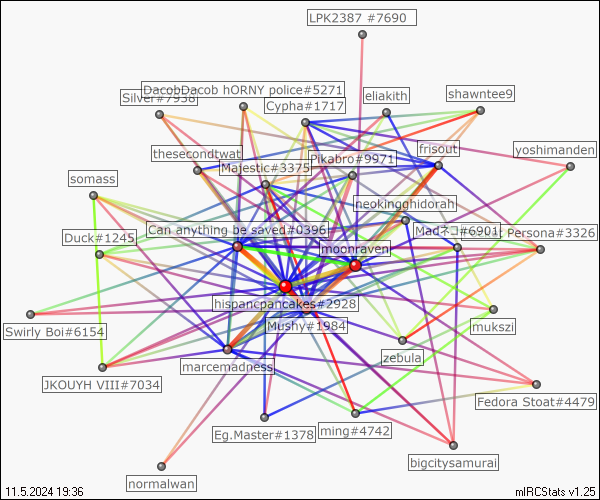 LPK2387 #7690
DacobDacob hORNY police#5271
Silver#7938
Cypha#1717
eliakith
shawntee9
thesecondtwat
Majestic#3375
Pikabro#9971
frisout
yoshimanden
somass
neokingghidorah
Duck#1245
Can anything be saved#0396
moonraven
Madネコ#6901
t Persona#3326
hispancpancakes#2928
Swirly Boi#6154
Mushy#1984
mukszi
marcemadness
zebula
JKOUYH VIII#7034
Fedora Stoat#4479
Eg.Master#1378
ming#4742
bigcitysamurai
normalwan
11.5.2024 19:36
mIRCStats v1.25